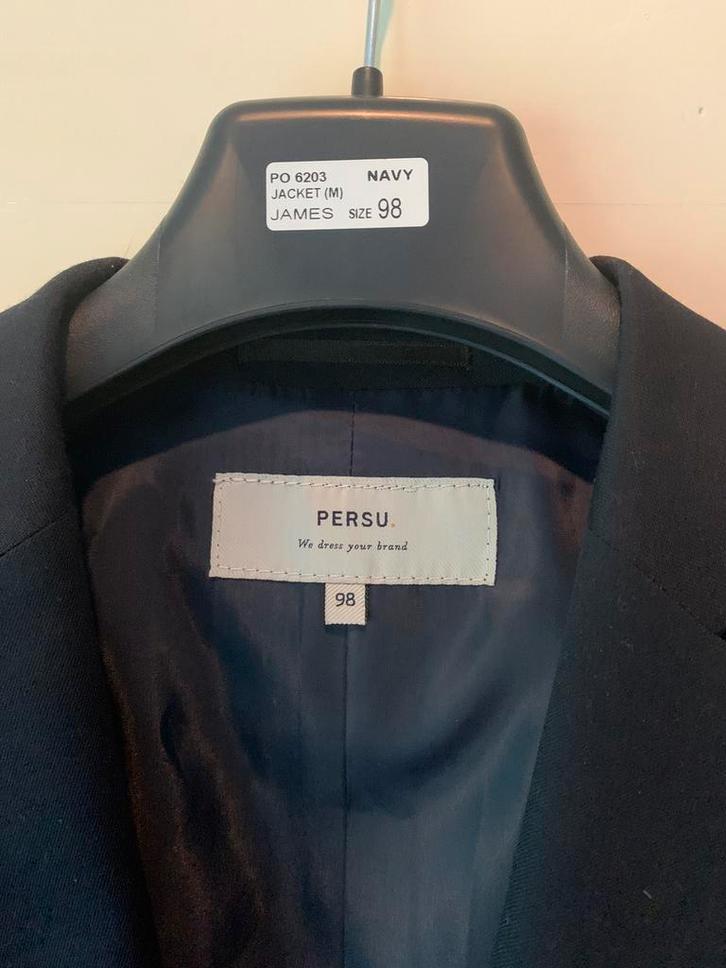 PO 6203 NAVY
JACKET (M)
JAMES SIZE 98
PERSU.
We dress your brand
98